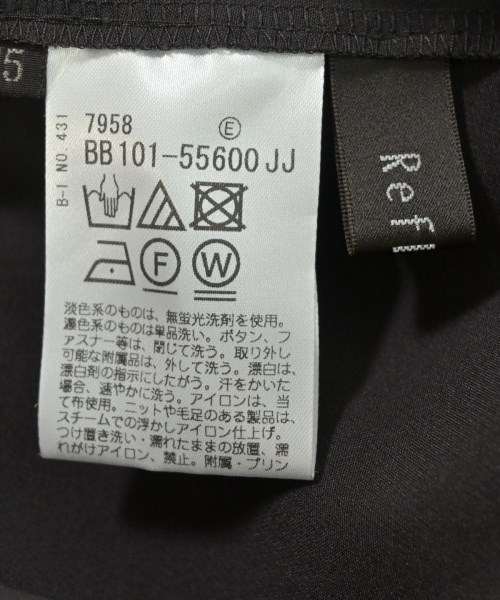 5
B-I NO. 431
7958 E
BB101-55600JJ
F
W
淡色系のものは、無蛍光洗剤を使用。
濃色系のものは単品洗い。ボタン、フ
ァスナー等は、閉じて洗う。取り外し
可能な附属品は、外して洗う。漂白は、
漂白剤の指示にしたがう。汗をかいた
場合、速やかに洗う。アイロンは、当
て布使用。ニットや毛足のある製品は、
スチームでの浮かしアイロン仕上げ。
つけ置き洗い・濡れたままの放置、濡
れがけアイロン、禁止。附属・プリン
Refl